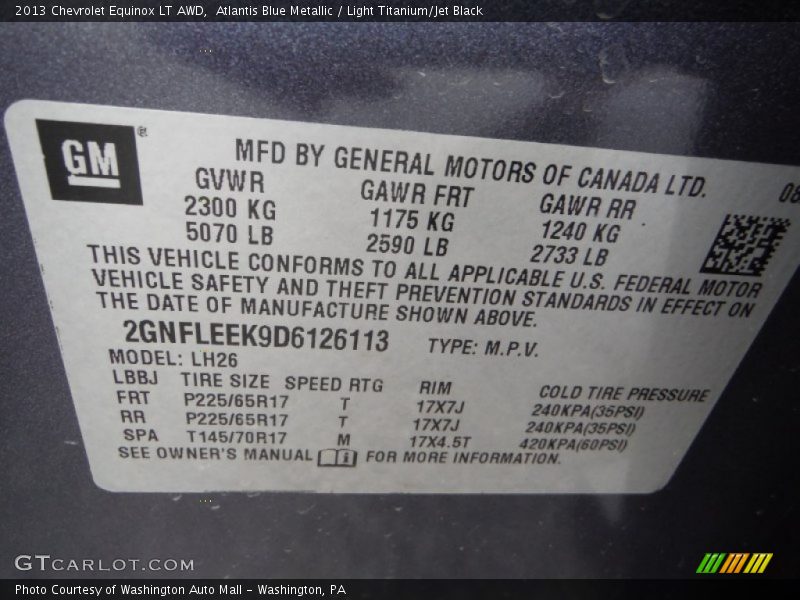 2013 Chevrolet Equinox LT AWD,  Atlantis Blue Metallic / Light Titanium/Jet Black
GM®
MFD BY GENERAL MOTORS OF CANADA LTD. 08
GVWR GAWR FRT GAWR RR
2300 KG 1175 KG 1240 KG
5070 LB 2590 LB 2733 LB
THIS VEHICLE CONFORMS TO ALL APPLICABLE U.S. FEDERAL MOTOR
VEHICLE SAFETY AND THEFT PREVENTION STANDARDS IN EFFECT ON
THE DATE OF MANUFACTURE SHOWN ABOVE.
2GNFLEEK9D6126113 TYPE: M.P.V.
MODEL: LH26
LBBJ TIRE SIZE SPEED RTG RIM COLD TIRE PRESSURE
FRT P225/65R17 T 17X7J 240KPA(35PSI)
RR P225/65R17 T 17X7J 240KPA(35PSI)
SPA T145/70R17 M 17X4.5T 420KPA(60PSI)
SEE OWNER'S MANUAL FOR MORE INFORMATION.
GTCARLOT.COM
Photo Courtesy of Washington Auto Mall – Washington, PA